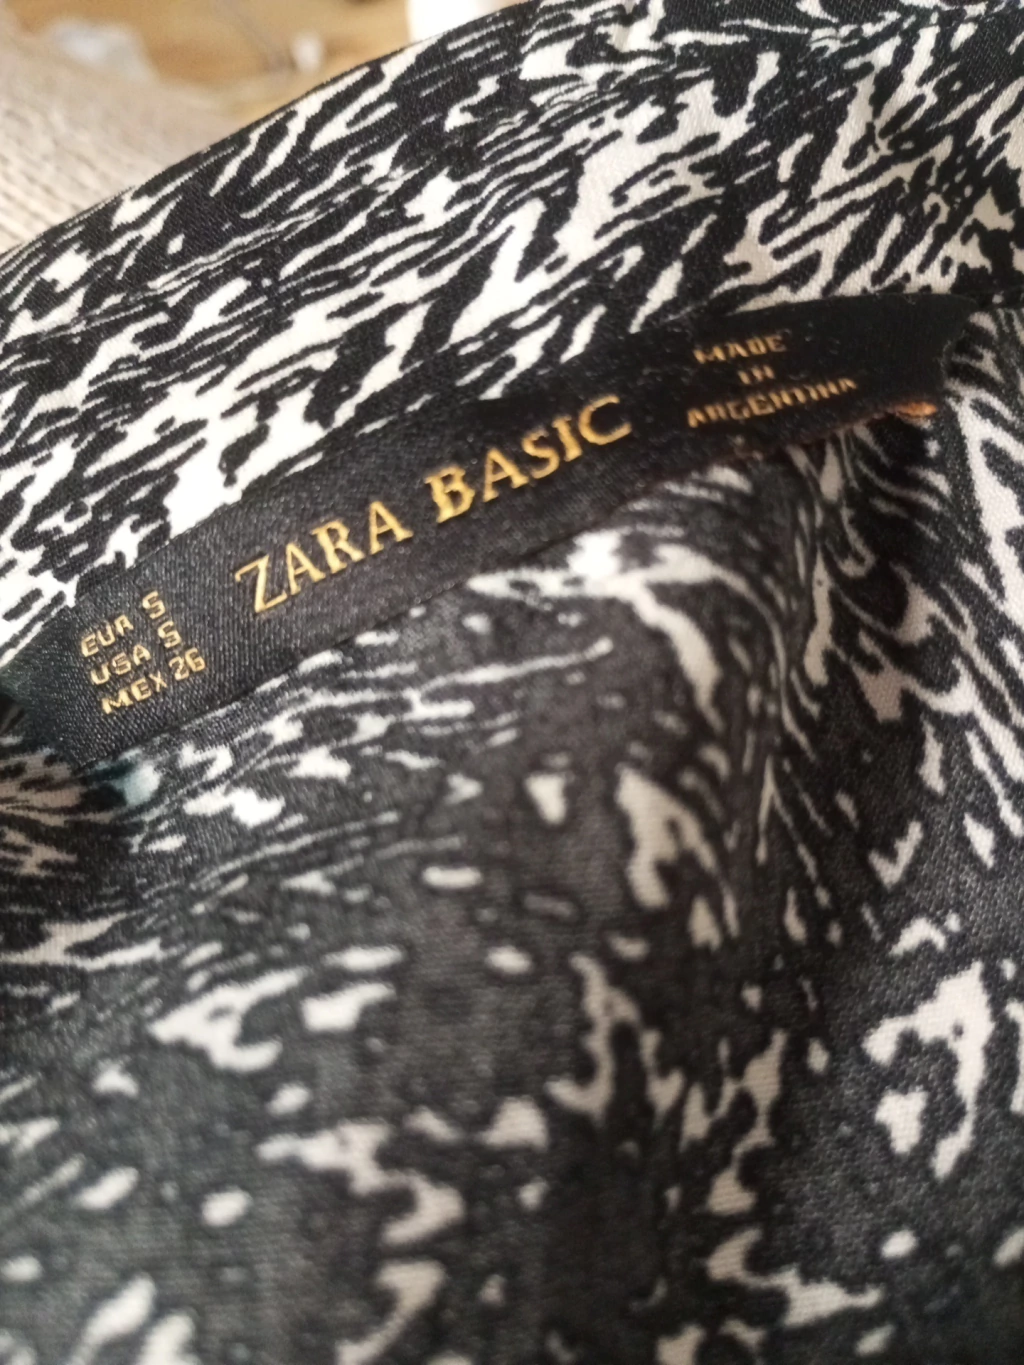 EUR S
USA S
MEX 26
ZARA BASIC
MADE
IN
ARGENTINA